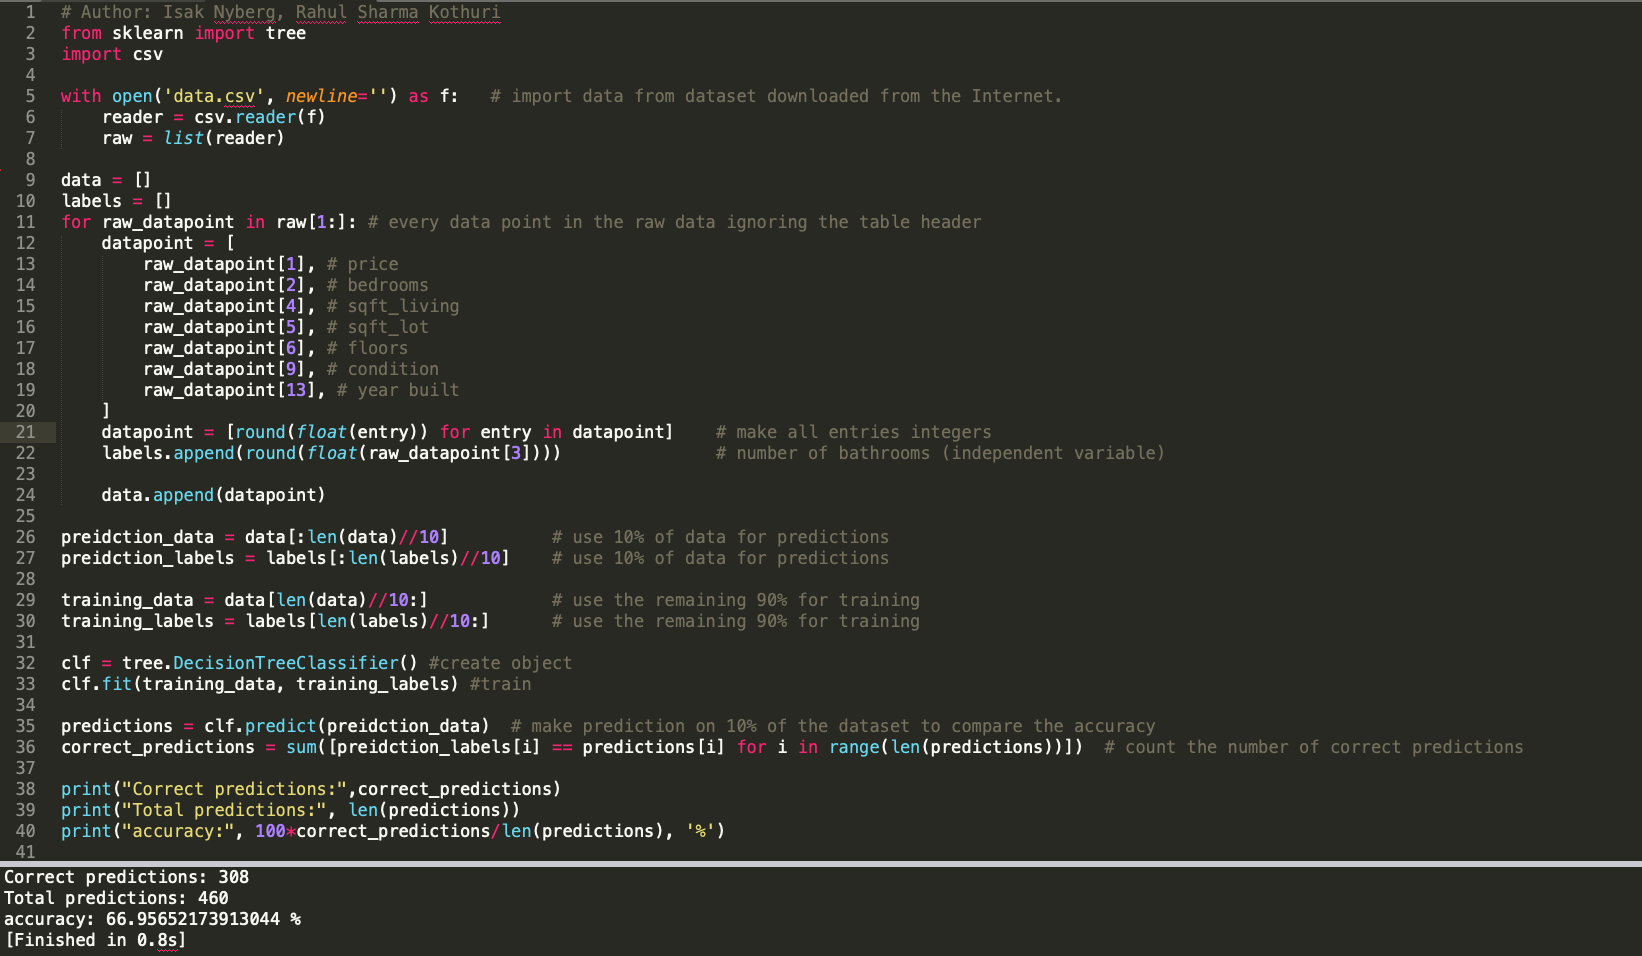 1 # Author: Isak Nyberg, Rahul Sharma Kothuri
2 from sklearn import tree
3 import csv
4
5 with open('data.csv', newline='') as f:   # import data from dataset downloaded from the Internet.
6     reader = csv.reader(f)
7     raw = list(reader)
8
9 data = []
10 labels = []
11 for raw_datapoint in raw[1:]: # every data point in the raw data ignoring the table header
12     datapoint = [
13         raw_datapoint[1], # price
14         raw_datapoint[2], # bedrooms
15         raw_datapoint[4], # sqft_living
16         raw_datapoint[5], # sqft_lot
17         raw_datapoint[6], # floors
18         raw_datapoint[9], # condition
19         raw_datapoint[13], # year built
20     ]
21     datapoint = [round(float(entry)) for entry in datapoint]    # make all entries integers
22     labels.append(round(float(raw_datapoint[3])))               # number of bathrooms (independent variable)
23
24     data.append(datapoint)
25
26 preidction_data = data[:len(data)//10]          # use 10% of data for predictions
27 preidction_labels = labels[:len(labels)//10]    # use 10% of data for predictions
28
29 training_data = data[len(data)//10:]            # use the remaining 90% for training
30 training_labels = labels[len(labels)//10:]      # use the remaining 90% for training
31
32 clf = tree.DecisionTreeClassifier() #create object
33 clf.fit(training_data, training_labels) #train
34
35 predictions = clf.predict(preidction_data)  # make prediction on 10% of the dataset to compare the accuracy
36 correct_predictions = sum([preidction_labels[i] == predictions[i] for i in range(len(predictions))])  # count the number of correct predictions
37
38 print("Correct predictions:",correct_predictions)
39 print("Total predictions:", len(predictions))
40 print("accuracy:", 100*correct_predictions/len(predictions), '%')
41
Correct predictions: 308
Total predictions: 460
accuracy: 66.95652173913044 %
[Finished in 0.8s]